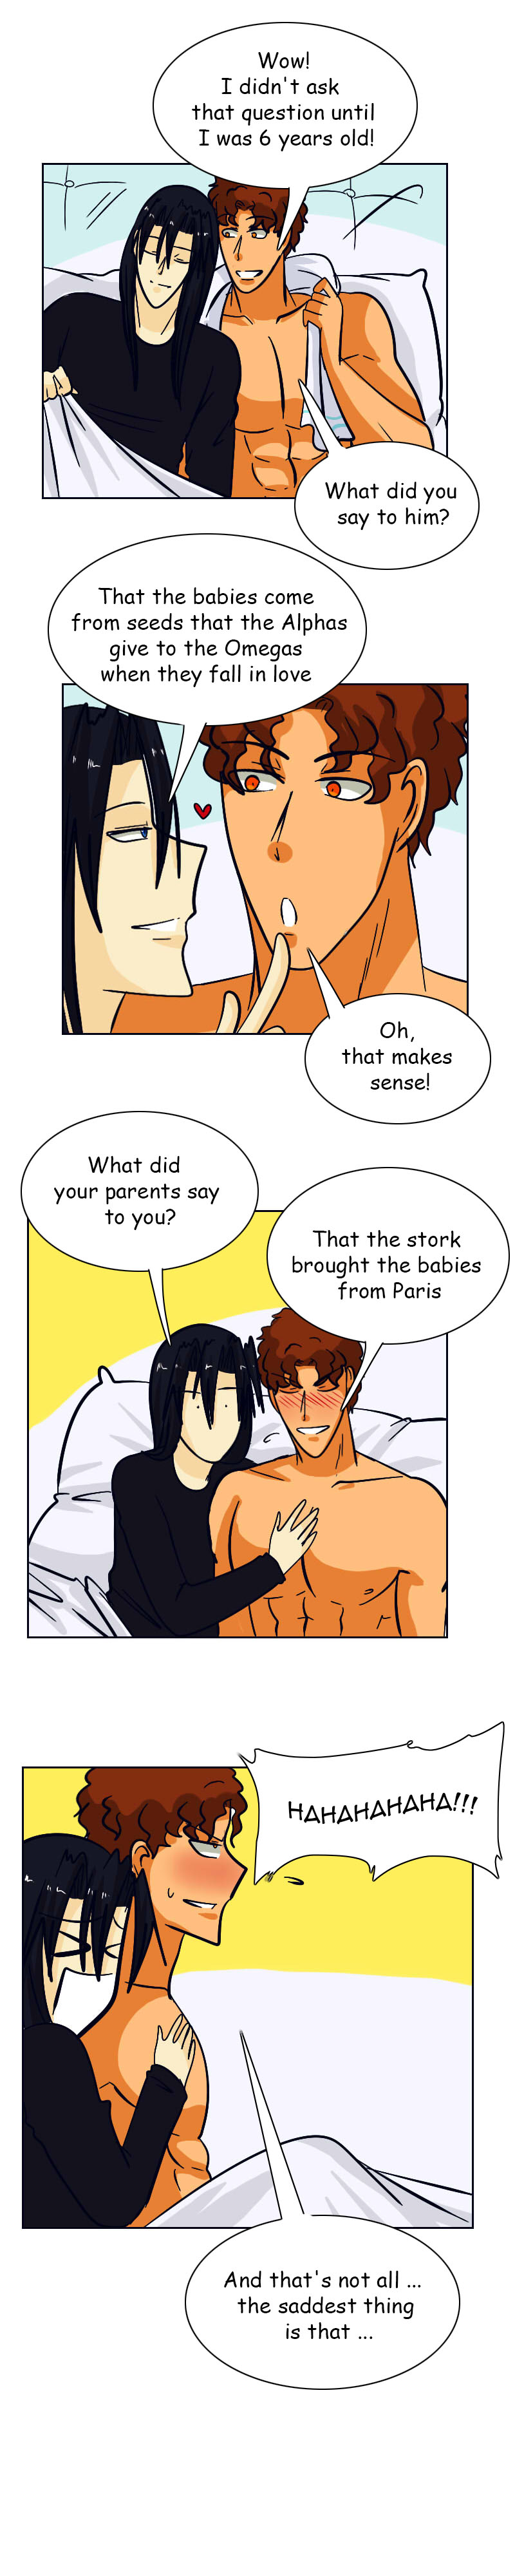 Wow!
I didn't ask
that question until
I was 6 years old!
What did you
say to him?
That the babies come
from seeds that the Alphas
give to the Omegas
when they fall in love
Oh,
that makes
sense!
What did
your parents say
to you?
That the stork
brought the babies
from Paris
HAHAHAHAHA!!!
And that's not all ...
the saddest thing
is that ...